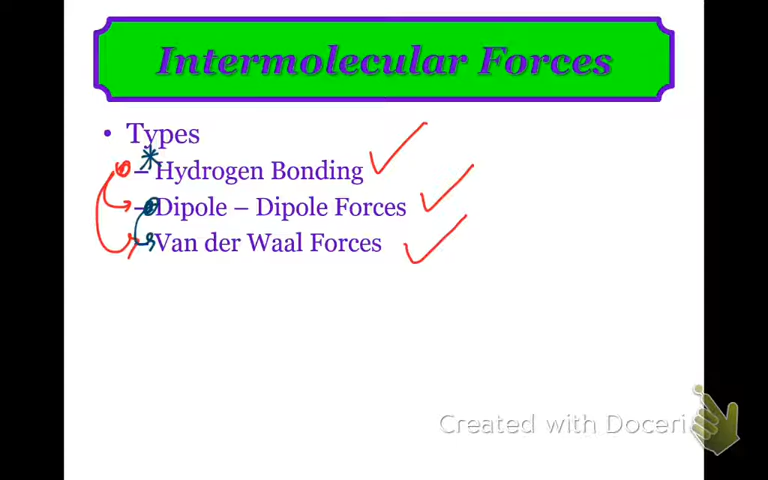 Intermolecular Forces
• Types
– Hydrogen Bonding
– Dipole – Dipole Forces
– Van der Waal Forces
Created with Doceri